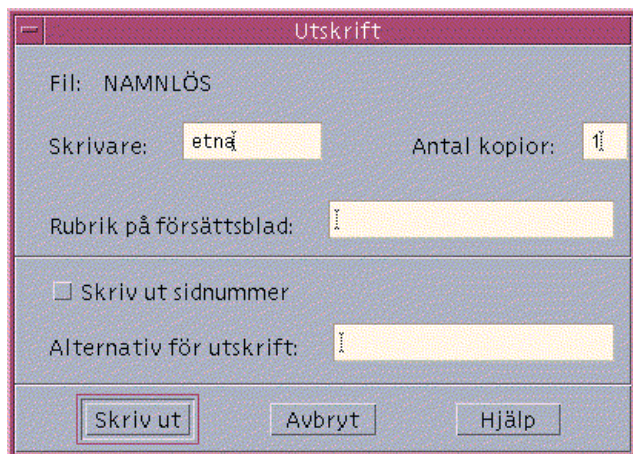 Utskrift
Fil: NAMNLÖS
Skrivare: etna Antal kopior: 1
Rubrik på försättsblad:
Skriv ut sidnummer
Alternativ för utskrift:
Skriv ut Avbryt Hjälp